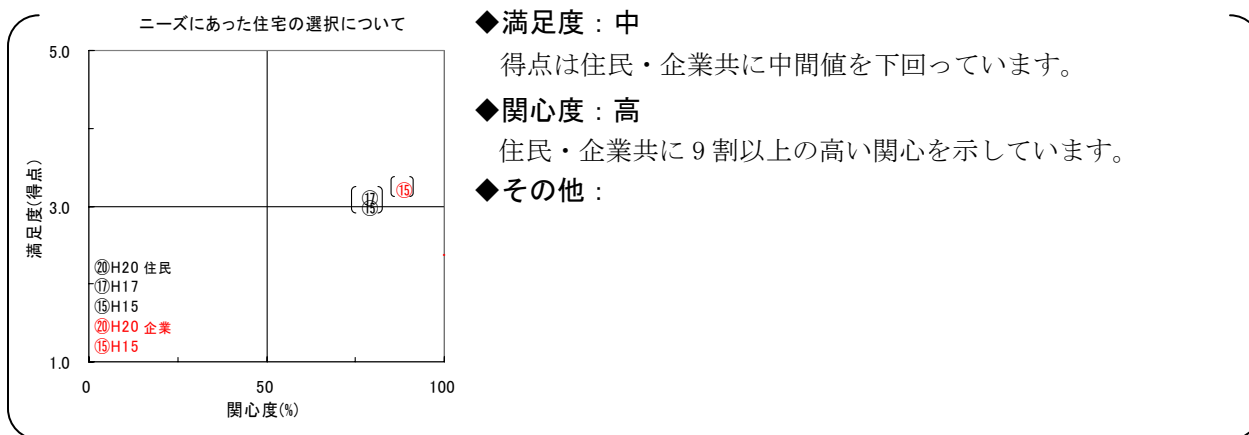 ニーズにあった住宅の選択について
5.0
3.0
1.0
満足度(得点)
⑰
⑮
⑮
⑳H20 住民
⑰H17
⑮H15
⑳H20 企業
⑮H15
0
50
100
関心度(%)
◆満足度：中
得点は住民・企業共に中間値を下回っています。
◆関心度：高
住民・企業共に9割以上の高い関心を示しています。
◆その他：